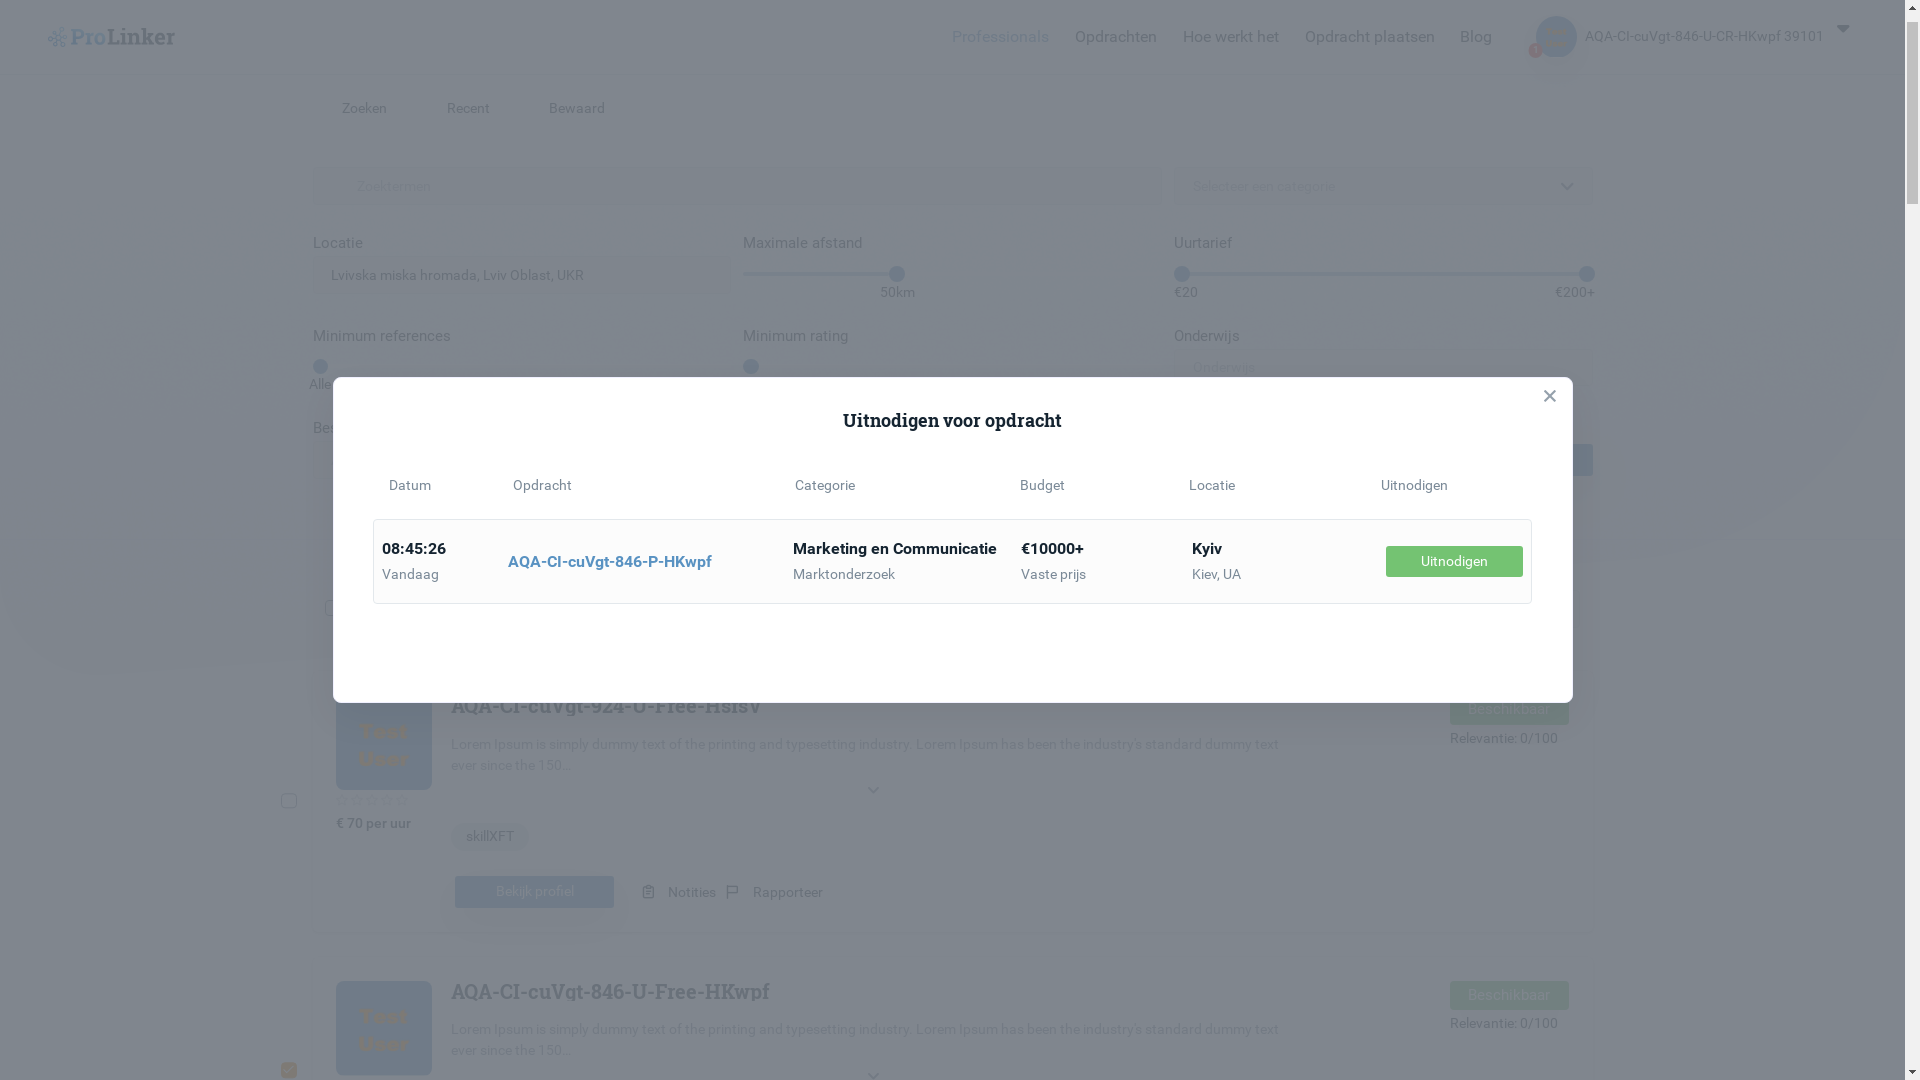 ProLinker
Professionals Opdrachten Hoe werkt het Opdracht plaatsen Blog AQA-CI-cuVgt-846-U-CR-HKwpf 39101
Zoeken Recent Bewaard
Zoektermen Selecteer een categorie
Locatie Maximale afstand Uurtarief
Lvivska miska hromada, Lviv Oblast, UKR
50km €20 €200+
Minimum references Minimum rating Onderwijs
Onderwijs
Alle
Uitnodigen voor opdracht
Datum Opdracht Categorie Budget Locatie Uitnodigen
08:45:26 Marketing en Communicatie €10000+ Kyiv
AQA-CI-cuVgt-846-P-HKwpf Uitnodigen
Vandaag Marktonderzoek Vaste prijs Kiev, UA
AQA-CI-cuVgt-924-U-Free-HsfsV Beschikbaar
Test
User
Relevantie: 0/100
Lorem Ipsum is simply dummy text of the printing and typesetting industry. Lorem Ipsum has been the industry's standard dummy text
ever since the 150...
€ 70 per uur
skillXFT
Bekijk profiel Notities Rapporteer
AQA-CI-cuVgt-846-U-Free-HKwpf Beschikbaar
Test
User
Relevantie: 0/100
Lorem Ipsum is simply dummy text of the printing and typesetting industry. Lorem Ipsum has been the industry's standard dummy text
ever since the 150...